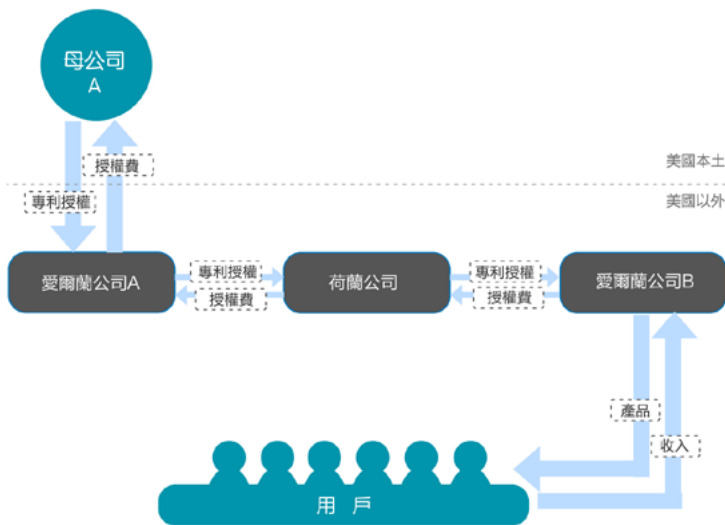 母公司
A
授權費
美國本土
專利授權
美國以外
愛爾蘭公司A
專利授權
授權費
荷蘭公司
專利授權
授權費
愛爾蘭公司B
產品
收入
用 戶